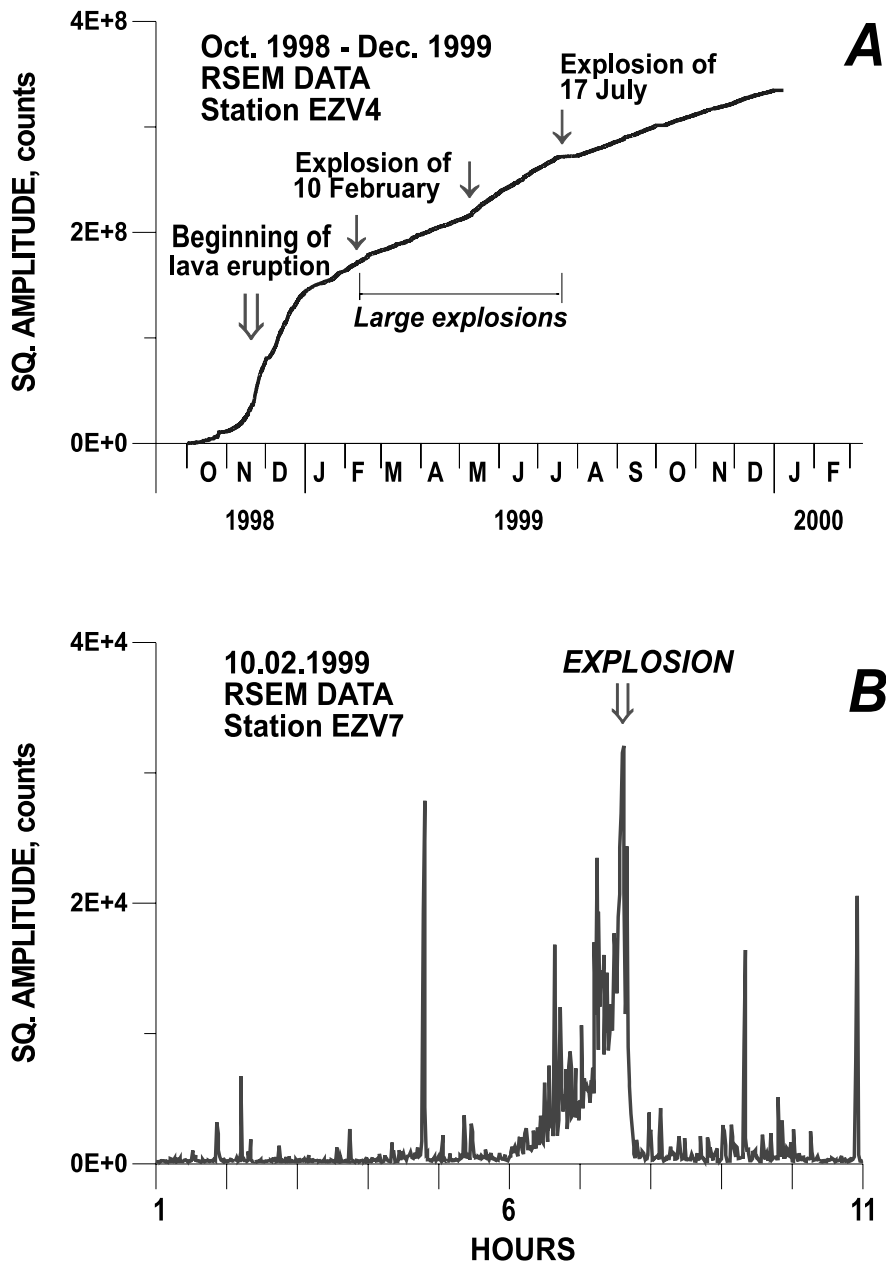 4E+8
Oct. 1998 - Dec. 1999
RSEM DATA
Station EZV4
A
Explosion of
17 July
Explosion of
10 February
2E+8
Beginning of
lava eruption
Large explosions
0E+0
SQ. AMPLITUDE, counts
O N D J F M A M J J A S O N D J F
1998 1999 2000
4E+4
10.02.1999
RSEM DATA
Station EZV7
EXPLOSION
B
2E+4
0E+0
SQ. AMPLITUDE, counts
1 6 11
HOURS